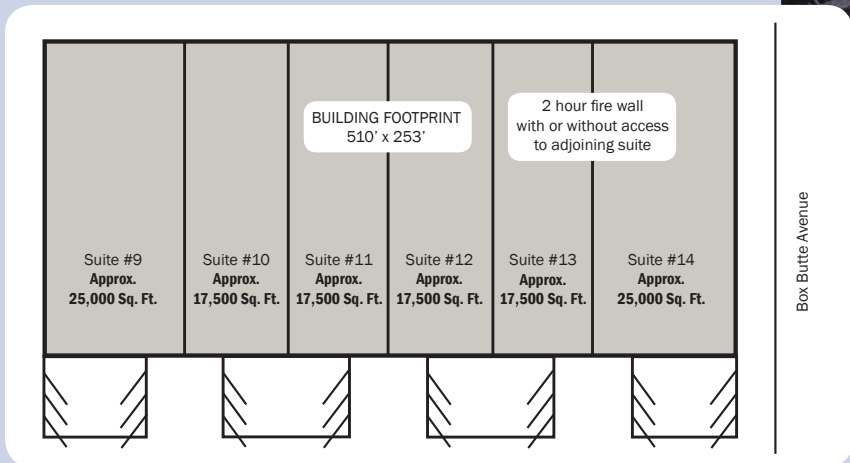 BUILDING FOOTPRINT
510’ x 253’
2 hour fire wall
with or without access
to adjoining suite
Suite #9
Approx.
25,000 Sq. Ft.
Suite #10
Approx.
17,500 Sq. Ft.
Suite #11
Approx.
17,500 Sq. Ft.
Suite #12
Approx.
17,500 Sq. Ft.
Suite #13
Approx.
17,500 Sq. Ft.
Suite #14
Approx.
25,000 Sq. Ft.
Box Butte Avenue